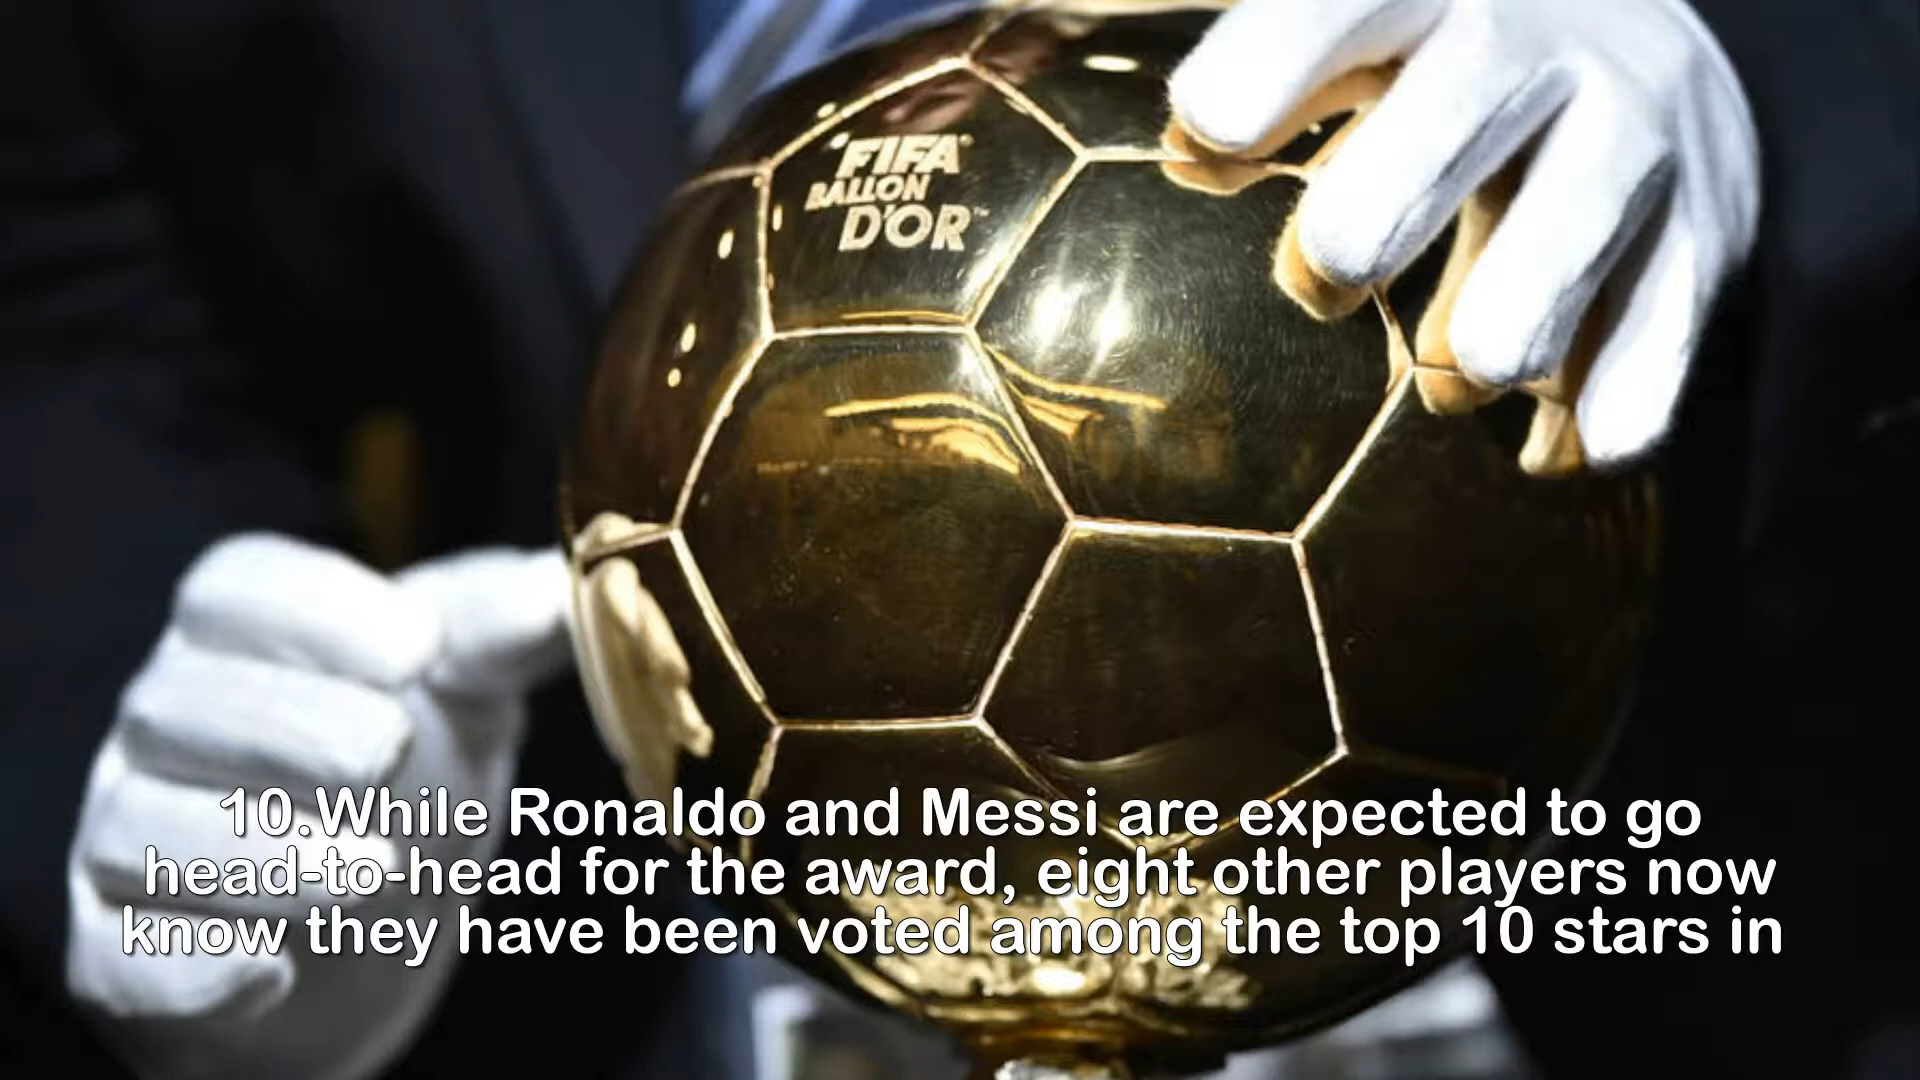 FIFA
BALLON
D'OR™
10.While Ronaldo and Messi are expected to go
head-to-head for the award, eight other players now
know they have been voted among the top 10 stars in